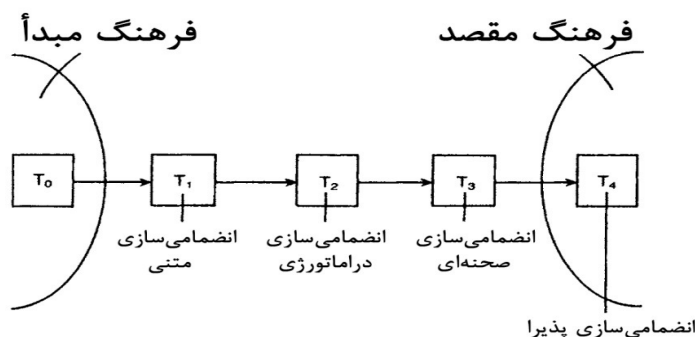 فرهنگ مبدأ
فرهنگ مقصد
T₀
T₁
T₂
T₃
T₄
انضمامی‌سازی
متنی
انضمامی‌سازی
دراماتورژی
انضمامی‌سازی
صحنه‌ای
انضمامی‌سازی پذیرا